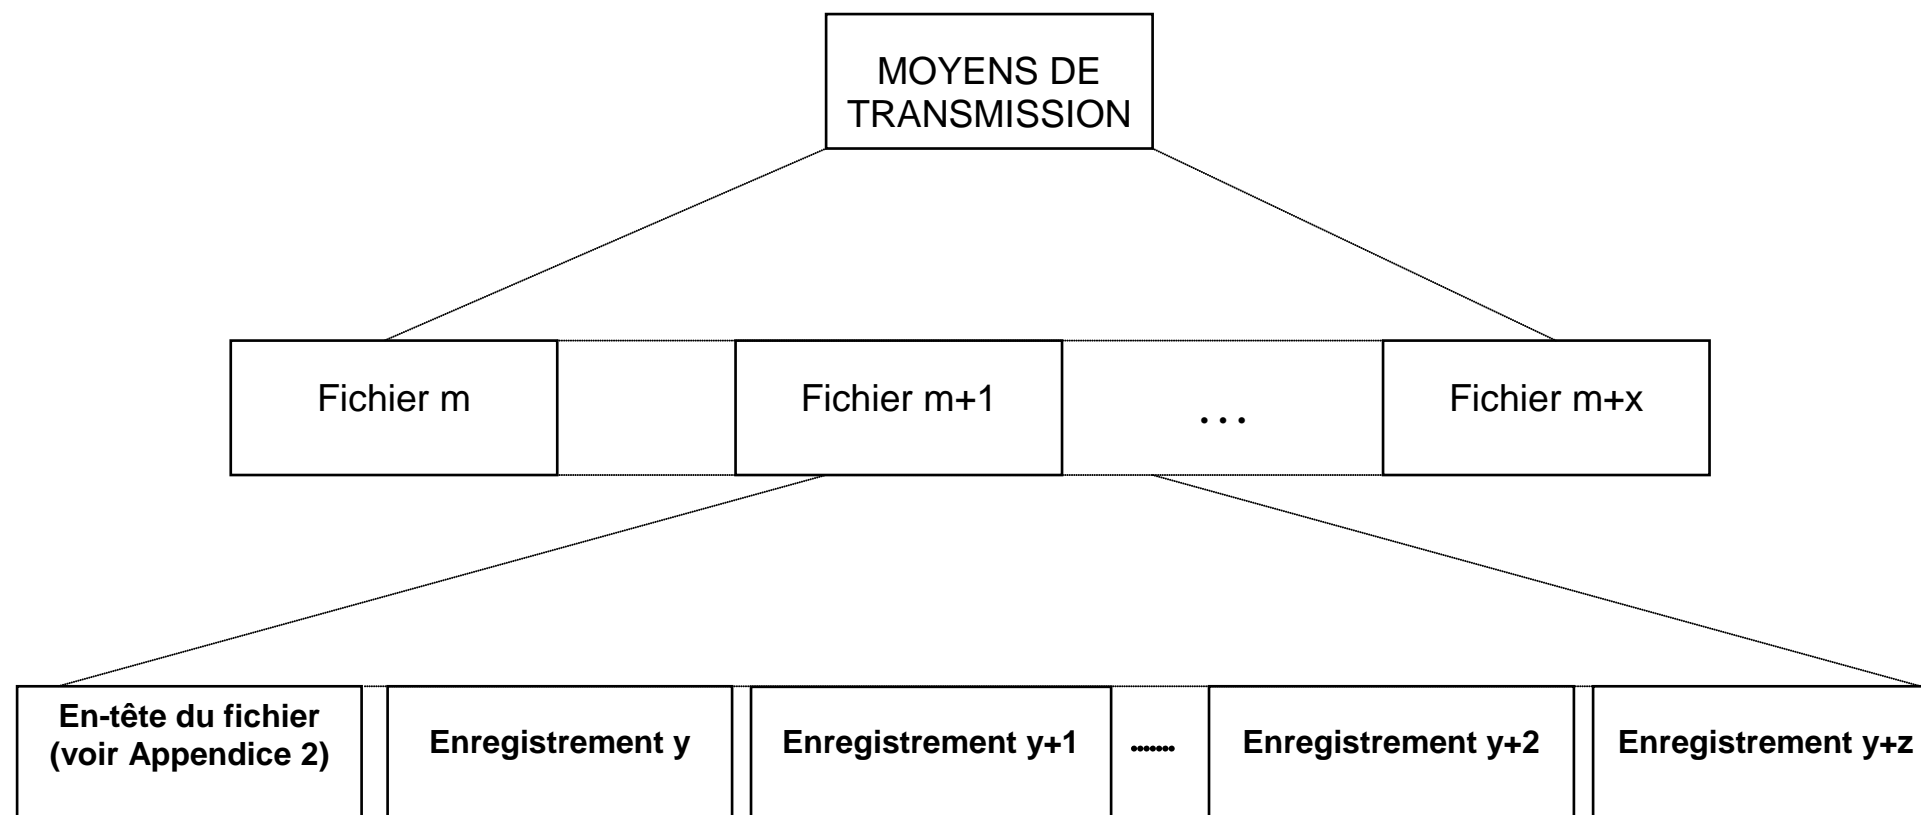 MOYENS DE
TRANSMISSION
Fichier m
Fichier m+1
...
Fichier m+x
En-tête du fichier
(voir Appendice 2)
Enregistrement y
Enregistrement y+1
.......
Enregistrement y+2
Enregistrement y+z